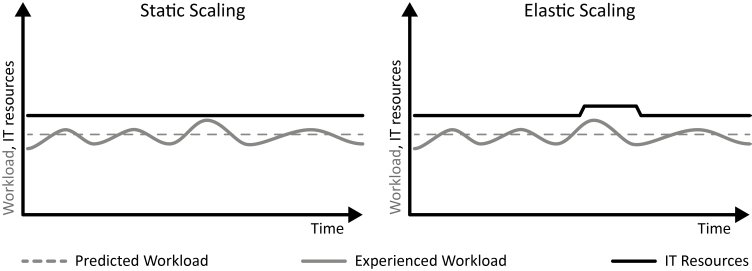 Static Scaling
Elastic Scaling
Workload, IT resources
Time
Workload, IT resources
Time
Predicted Workload
Experienced Workload
IT Resources